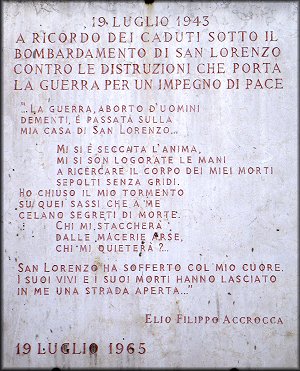 19 LUGLIO 1943
A RICORDO DEI CADUTI SOTTO IL
BOMBARDAMENTO DI SAN LORENZO
CONTRO LE DISTRUZIONI CHE PORTA
LA GUERRA PER UN IMPEGNO DI PACE
"...LA GUERRA, ABORTO D'UOMINI
DEMENTI, È PASSATA SULLA
MIA CASA DI SAN LORENZO...
MI SI È SECCATA L'ANIMA,
MI SI SON LOGORATE LE MANI
A RICERCARE IL CORPO DEI MIEI MORTI
SEPOLTI SENZA GRIDI.
HO CHIUSO IL MIO TORMENTO
SU QUEI SASSI CHE A ME
CELANO SEGRETI DI MORTE.
CHI MI STACCHERÀ
DALLE MACERIE ARSE,
CHI MI QUIETERÀ?...
SAN LORENZO HA SOFFERTO COL MIO CUORE.
I SUOI VIVI E I SUOI MORTI HANNO LASCIATO
IN ME UNA STRADA APERTA..."
ELIO FILIPPO ACCROCCA
19 LUGLIO 1965